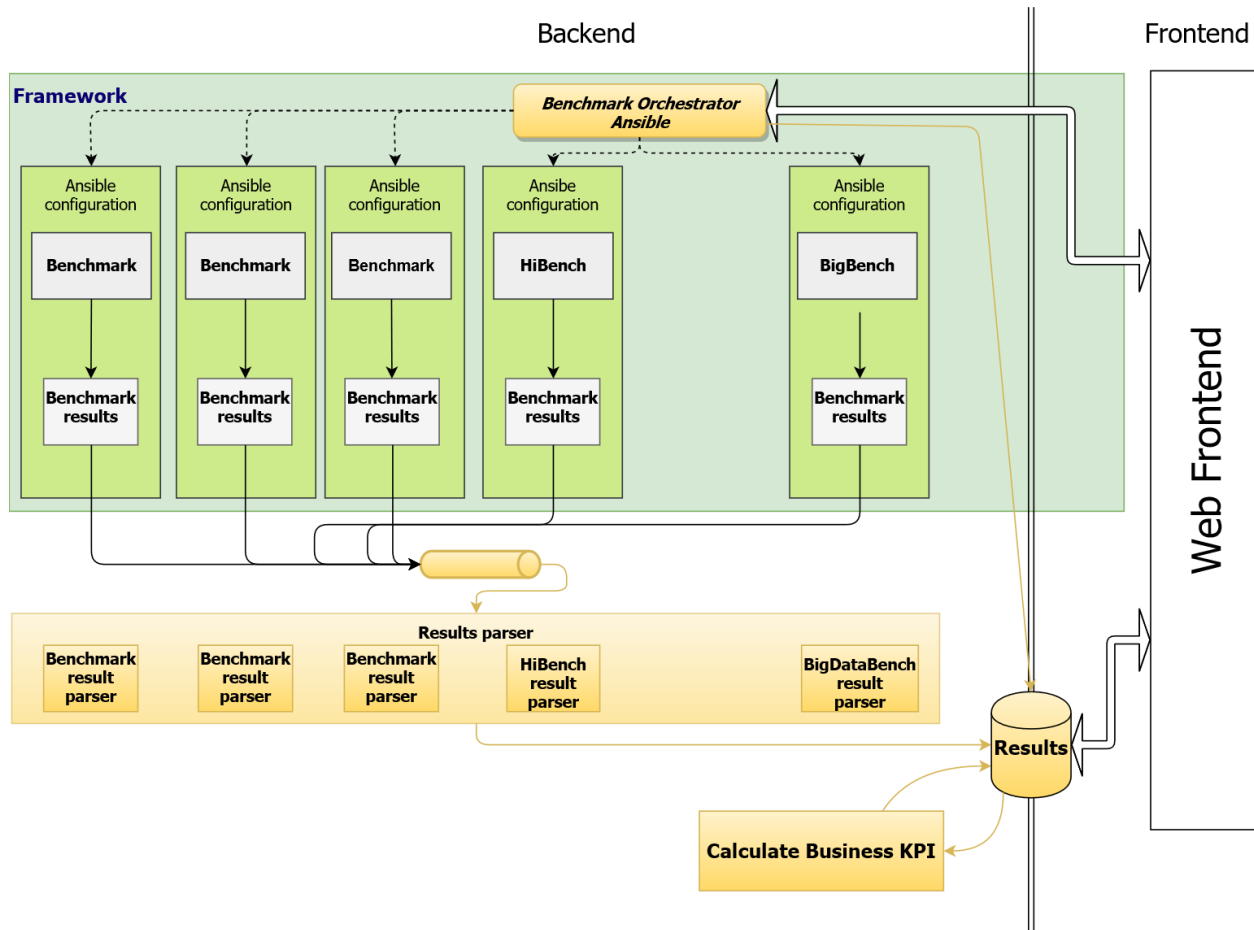 Backend
Frontend
Framework
Benchmark Orchestrator
Ansible
Ansible
configuration
Ansible
configuration
Ansible
configuration
Ansibe
configuration
Ansible
configuration
Benchmark
Benchmark
Benchmark
HiBench
BigBench
Benchmark
results
Benchmark
results
Benchmark
results
Benchmark
results
Benchmark
results
Web Frontend
Results parser
Benchmark
result
parser
Benchmark
result
parser
Benchmark
result
parser
HiBench
result
parser
BigDataBench
result
parser
Results
Calculate Business KPI